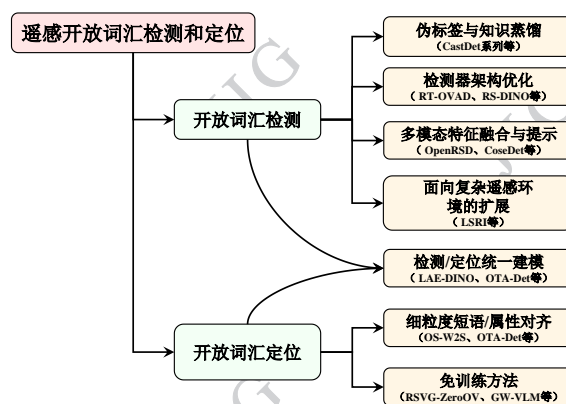 遥感开放词汇检测和定位
开放词汇检测
开放词汇定位
伪标签与知识蒸馏
(CastDet系列等)
检测器架构优化
( RT-OVAD、RS-DINO等)
多模态特征融合与提示
( OpenRSD、CoseDet等)
面向复杂遥感环
境的扩展
( LSRI等)
检测/定位统一建模
( LAE-DINO、OTA-Det等)
细粒度短语/属性对齐
(OS-W2S、OTA-Det等)
免训练方法
(RSVG-ZeroOV、GW-VLM等)